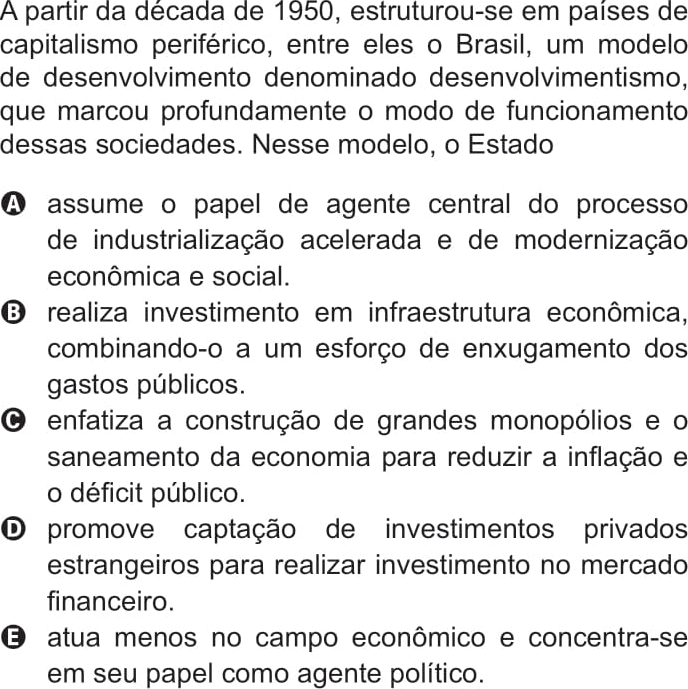 A partir da década de 1950, estruturou-se em países de
capitalismo periférico, entre eles o Brasil, um modelo
de desenvolvimento denominado desenvolvimentismo,
que marcou profundamente o modo de funcionamento
dessas sociedades. Nesse modelo, o Estado
A assume o papel de agente central do processo
de industrialização acelerada e de modernização
econômica e social.
B realiza investimento em infraestrutura econômica,
combinando-o a um esforço de enxugamento dos
gastos públicos.
C enfatiza a construção de grandes monopólios e o
saneamento da economia para reduzir a inflação e
o déficit público.
D promove captação de investimentos privados
estrangeiros para realizar investimento no mercado
financeiro.
E atua menos no campo econômico e concentra-se
em seu papel como agente político.